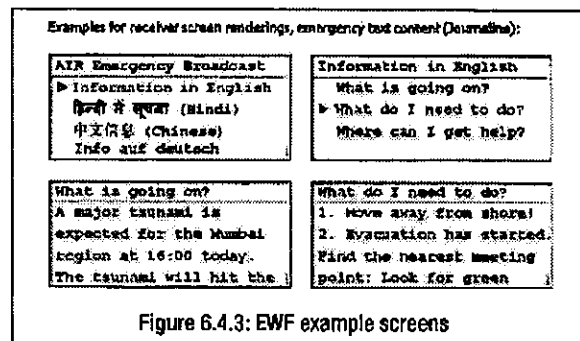 Examples for receiver screen renderings, emergency text content (Journaline):
AIR Emergency Broadcast
▶ Information in English
हिन्दी में सूचना (Hindi)
中文信息 (Chinese)
Info auf deutsch
Information in English
What is going on?
▶ What do I need to do?
Where can I get help?
What is going on?
A major tsunami is
expected for the Mumbai
region at 16:00 today.
The tsunami will hit the
What do I need to do?
1. Move away from shore!
2. Evacuation has started.
Find the nearest meeting
point: Look for green
Figure 6.4.3: EWF example screens